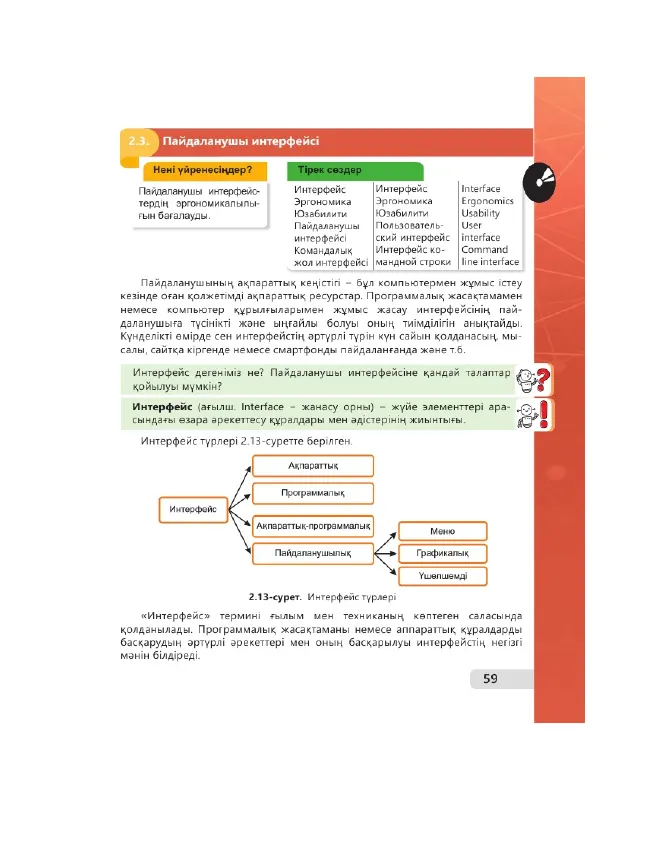 2.3. Пайдаланушы интерфейсі
Нені үйренесіңдер?
Пайдаланушы интерфейс-
тердің эргономикалылы-
ғын бағалауды.
Тірек сөздер
Интерфейс
Эргономика
Юзабилити
Пайдаланушы
интерфейсі
Командалық
жол интерфейсі
Интерфейс
Эргономика
Юзабилити
Пользователь-
ский интерфейс
Интерфейс ко-
мандной строки
Interface
Ergonomics
Usability
User
interface
Command
line interface
Пайдаланушының ақпараттық кеңістігі – бұл компьютермен жұмыс істеу
кезінде оған қолжетімді ақпараттық ресурстар. Программалық жасақтамамен
немесе компьютер құрылғыларымен жұмыс жасау интерфейсінің пай-
даланушыға түсінікті және ыңғайлы болуы оның тиімділігін анықтайды.
Күнделікті өмірде сен интерфейстің әртүрлі түрін күн сайын қолданасың, мы-
салы, сайтқа кіргенде немесе смартфонды пайдаланғанда және т.б.
Интерфейс дегеніміз не? Пайдаланушы интерфейсіне қандай талаптар
қойылуы мүмкін?
Интерфейс (ағылш. Interface – жанасу орны) – жүйе элементтері ара-
сындағы өзара әрекеттесу құралдары мен әдістерінің жиынтығы.
Интерфейс түрлері 2.13-суретте берілген.
Интерфейс
Ақпараттық
Программалық
Ақпараттық-программалық
Пайдаланушылық
Меню
Графикалық
Үшөлшемді
2.13-сурет. Интерфейс түрлері
«Интерфейс» термині ғылым мен техниканың көптеген саласында
қолданылады. Программалық жасақтаманы немесе аппараттық құралдарды
басқарудың әртүрлі әрекеттері мен оның басқарылуы интерфейстің негізгі
мәнін білдіреді.
59